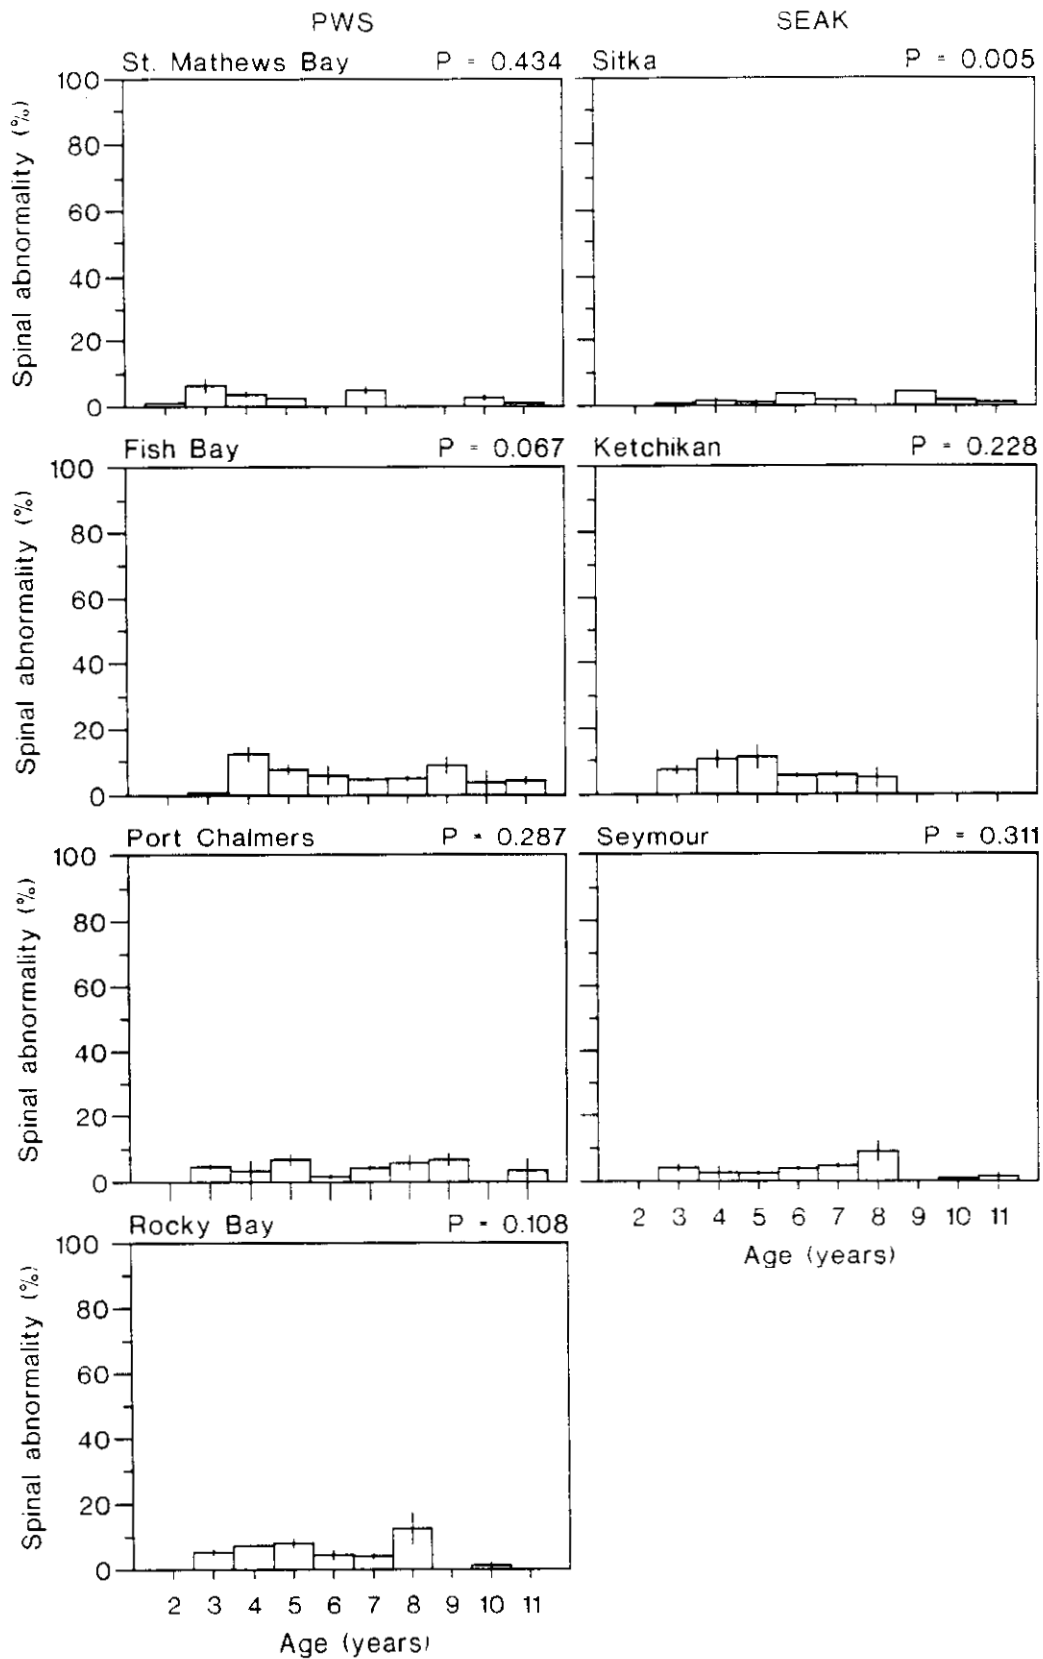 PWS SEAK
St. Mathews Bay P = 0.434 Sitka P = 0.005
100
80
60
40
20
0
Spinal abnormality (%)
Fish Bay P = 0.067 Ketchikan P = 0.228
100
80
60
40
20
0
Spinal abnormality (%)
Port Chalmers P = 0.287 Seymour P = 0.311
100
80
60
40
20
0
Spinal abnormality (%)
2 3 4 5 6 7 8 9 10 11
Age (years)
Rocky Bay P = 0.108
100
80
60
40
20
0
Spinal abnormality (%)
2 3 4 5 6 7 8 9 10 11
Age (years)